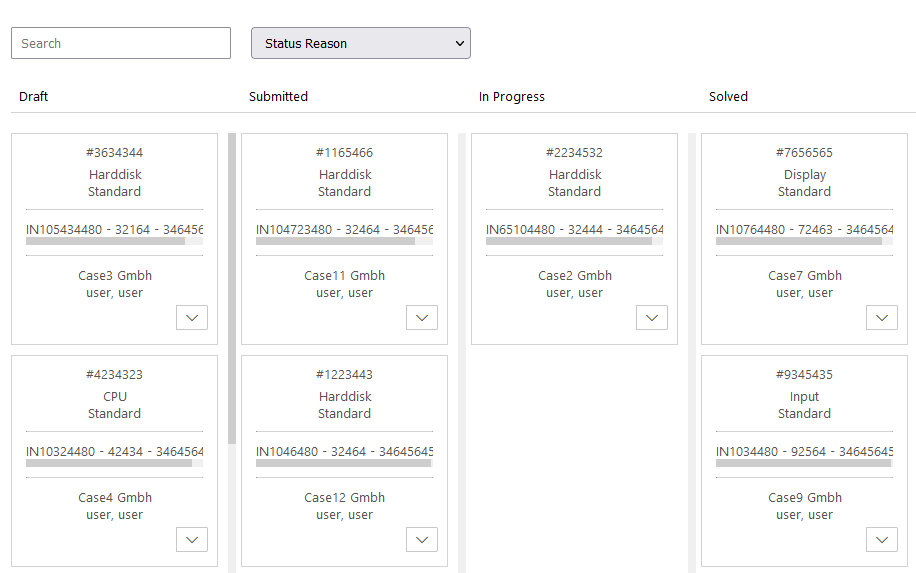 Search
Status Reason
Draft
Submitted
In Progress
Solved
#3634344
Harddisk
Standard
IN105434480 - 32164 - 346456
Case3 Gmbh
user, user
#4234323
CPU
Standard
IN10324480 - 42434 - 3464564
Case4 Gmbh
user, user
#1165466
Harddisk
Standard
IN104723480 - 32464 - 346456
Case11 Gmbh
user, user
#1223443
Harddisk
Standard
IN1046480 - 32464 - 34645645
Case12 Gmbh
user, user
#2234532
Harddisk
Standard
IN65104480 - 32444 - 3464564
Case2 Gmbh
user, user
#7656565
Display
Standard
IN10764480 - 72463 - 3464564
Case7 Gmbh
user, user
#9345435
Input
Standard
IN1034480 - 92564 - 34645645
Case9 Gmbh
user, user